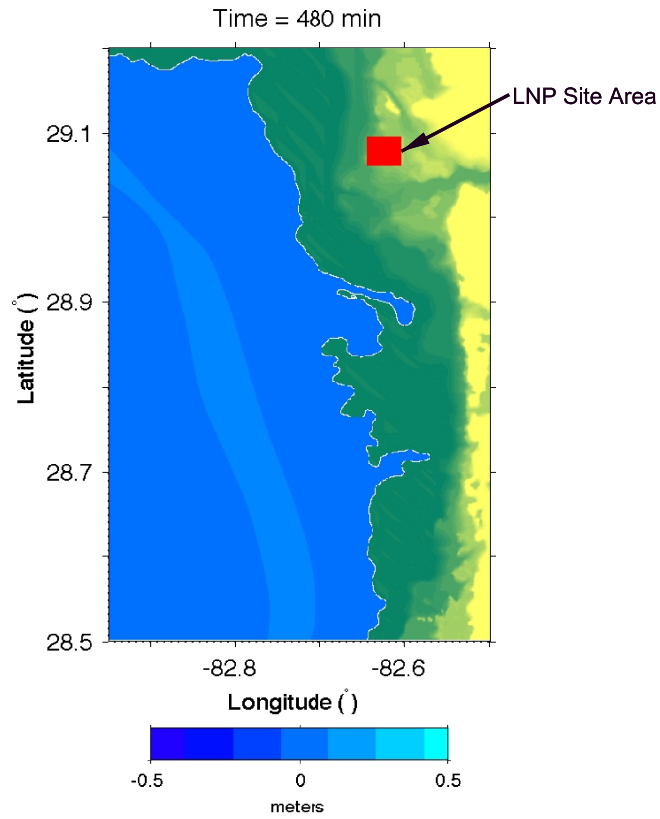 Time = 480 min
LNP Site Area
29.1
28.9
28.7
28.5
Latitude (°)
-82.8 -82.6
Longitude (°)
-0.5 0 0.5
meters